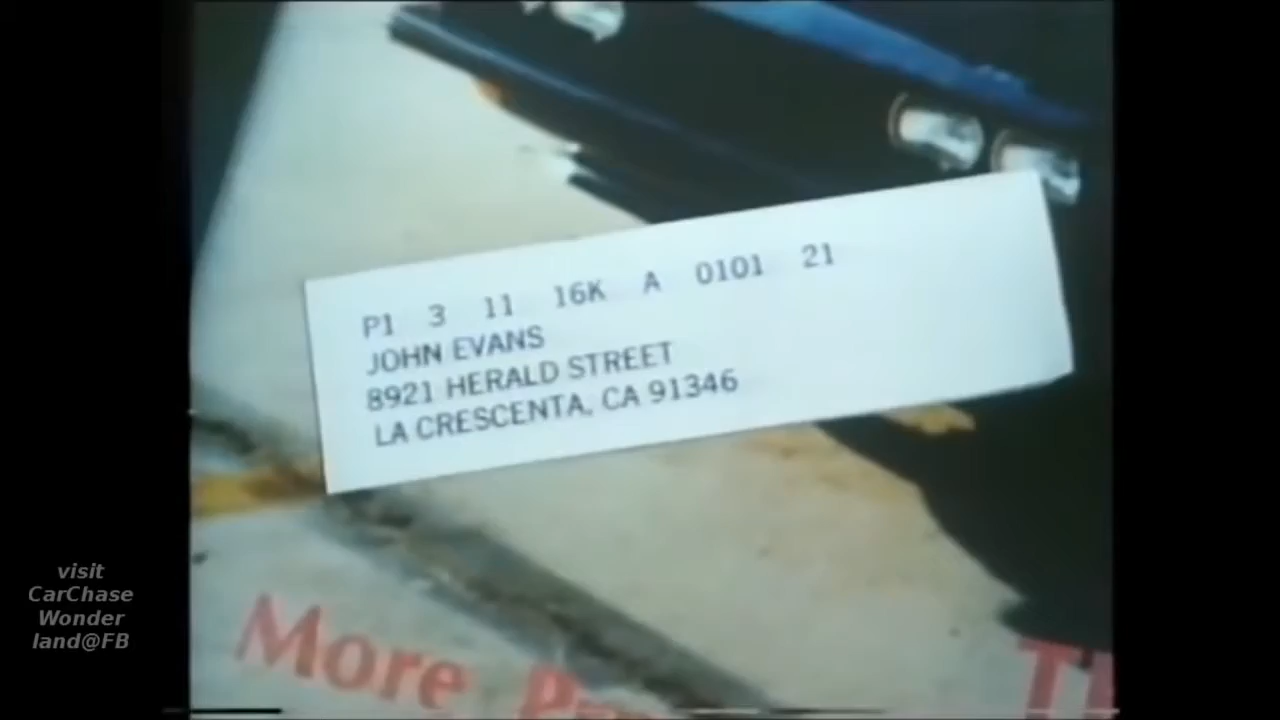 P1 3 11 16K A 0101 21
JOHN EVANS
8921 HERALD STREET
LA CRESCENTA, CA 91346
visit
CarChase
Wonder
land@FB
More